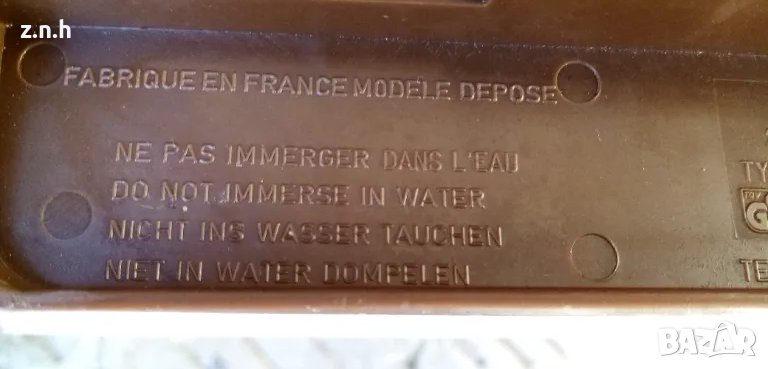 z.n.h
FABRIQUE EN FRANCE MODELE DEPOSE
NE PAS IMMERGER DANS L'EAU
DO NOT IMMERSE IN WATER
NICHT INS WASSER TAUCHEN
NIET IN WATER DOMPELEN
BAZAR